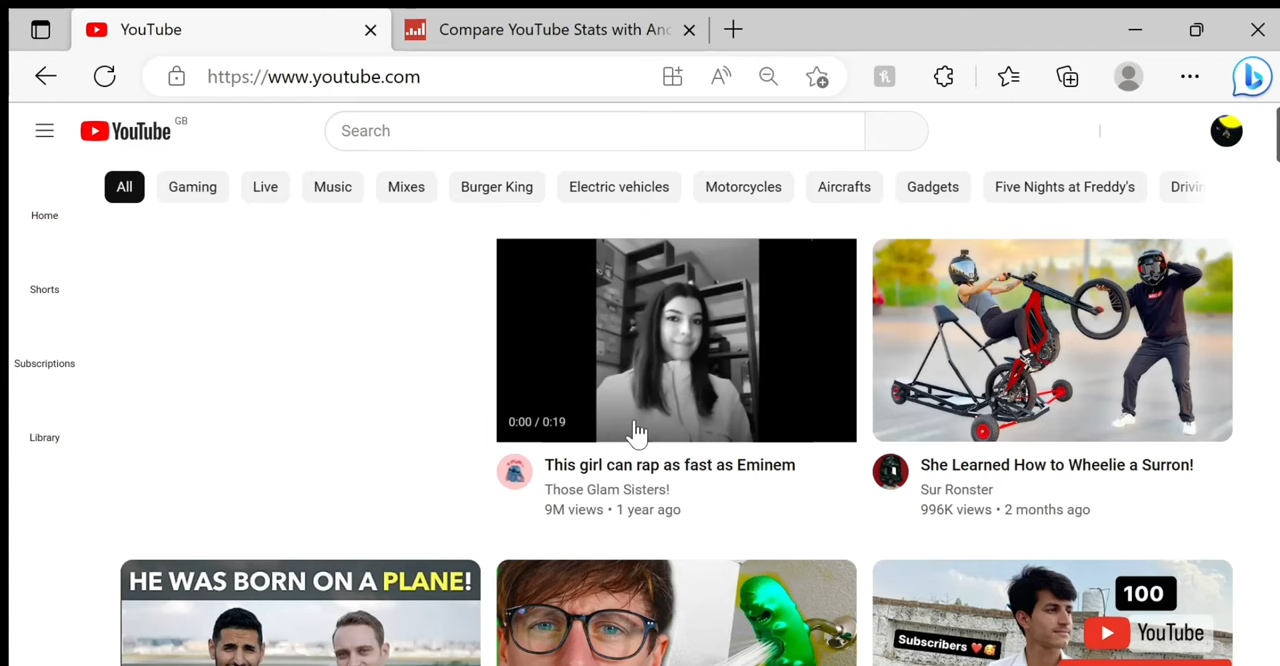 YouTube
Compare YouTube Stats with Ano
https://www.youtube.com
YouTube GB
Search
All
Gaming
Live
Music
Mixes
Burger King
Electric vehicles
Motorcycles
Aircrafts
Gadgets
Five Nights at Freddy's
Drivin
Home
Shorts
Subscriptions
Library
0:00 / 0:19
This girl can rap as fast as Eminem
Those Glam Sisters!
9M views • 1 year ago
She Learned How to Wheelie a Surron!
Sur Ronster
996K views • 2 months ago
HE WAS BORN ON A PLANE!
100
Subscribers
YouTube